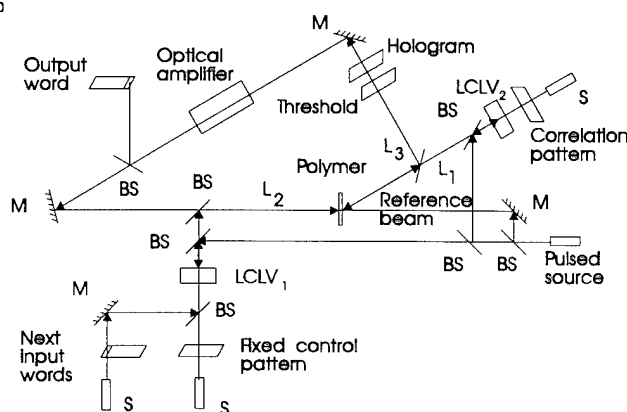 M
Hologram
Output
word
Optical
amplifier
LCLV2
S
Threshold
BS
Correlation
pattern
L3
Polymer
L1
BS
BS
M
L2
Reference
beam
M
BS
BS
BS
Pulsed
source
LCLV1
M
BS
Next
input
words
Fixed control
pattern
S
S